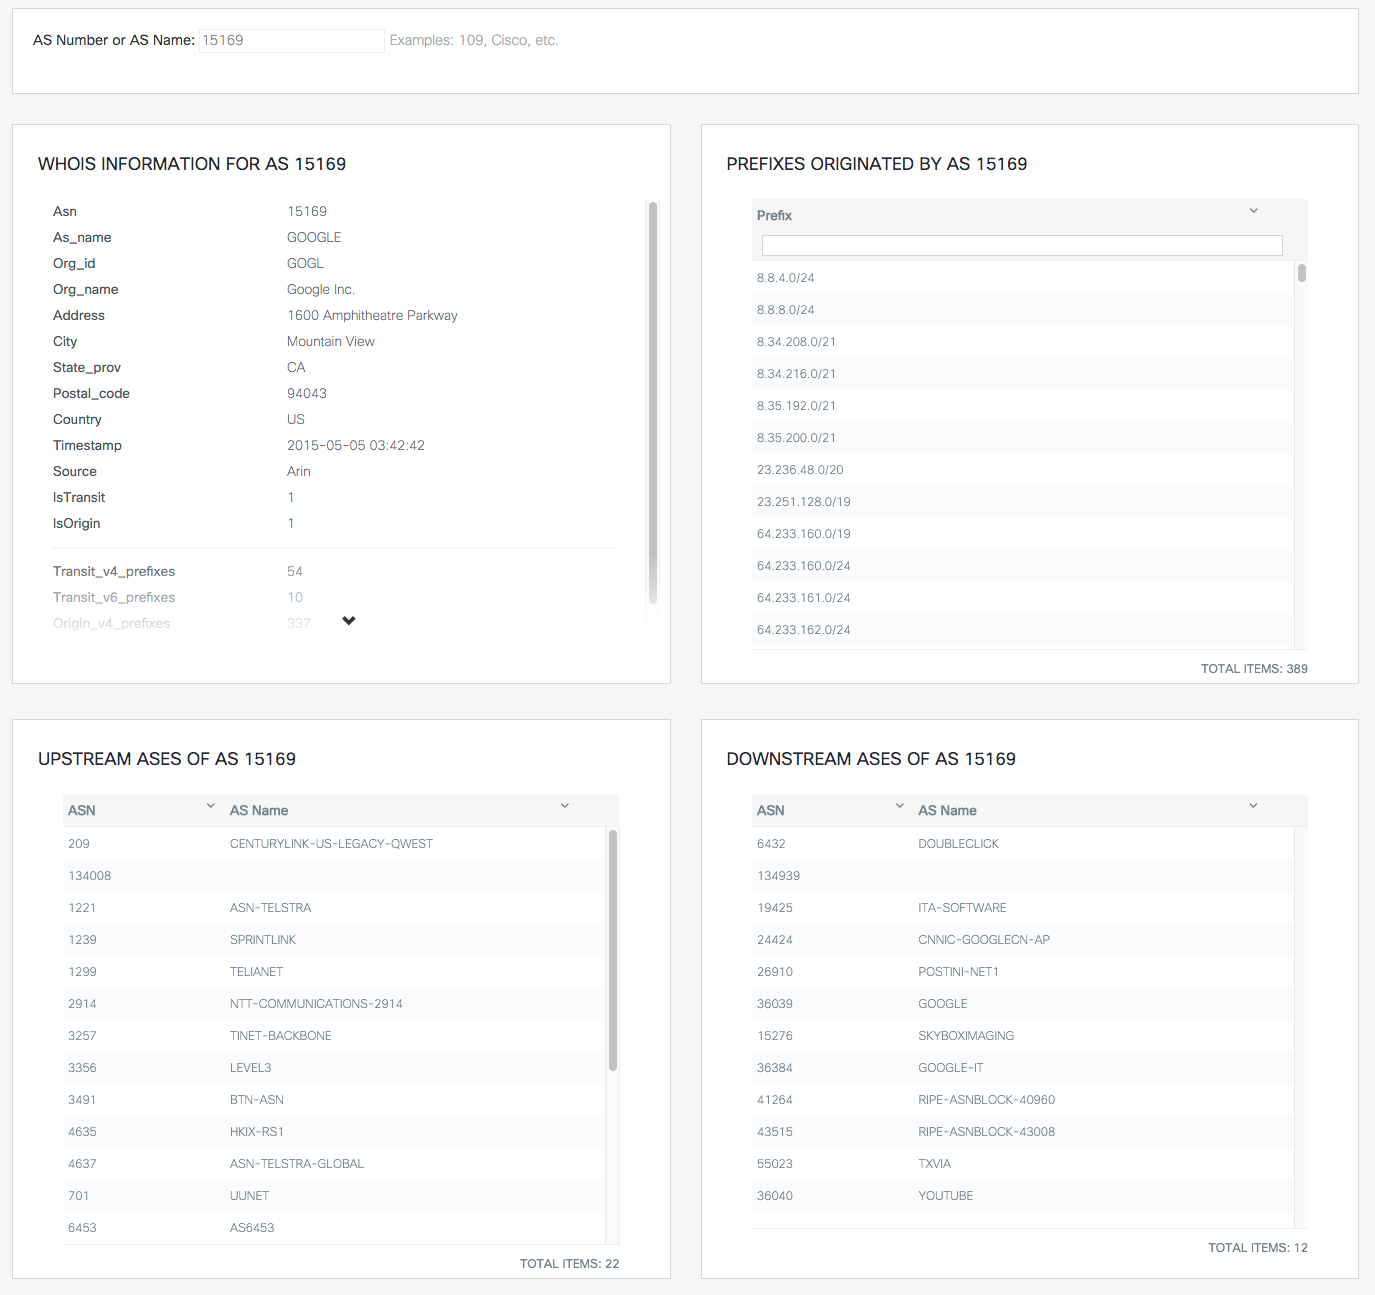 AS Number or AS Name: 15169 Examples: 109, Cisco, etc.
WHOIS INFORMATION FOR AS 15169
Asn 15169
As_name GOOGLE
Org_id GOGL
Org_name Google Inc.
Address 1600 Amphitheatre Parkway
City Mountain View
State_prov CA
Postal_code 94043
Country US
Timestamp 2015-05-05 03:42:42
Source Arin
IsTransit 1
IsOrigin 1
Transit_v4_prefixes 54
Transit_v6_prefixes 10
Origin_v4_prefixes 337
PREFIXES ORIGINATED BY AS 15169
Prefix
8.8.4.0/24
8.8.8.0/24
8.34.208.0/21
8.34.216.0/21
8.35.192.0/21
8.35.200.0/21
23.236.48.0/20
23.251.128.0/19
64.233.160.0/19
64.233.160.0/24
64.233.161.0/24
64.233.162.0/24
TOTAL ITEMS: 389
UPSTREAM ASES OF AS 15169
ASN AS Name
209 CENTURYLINK-US-LEGACY-QWEST
134008
1221 ASN-TELSTRA
1239 SPRINTLINK
1299 TELIANET
2914 NTT-COMMUNICATIONS-2914
3257 TINET-BACKBONE
3356 LEVEL3
3491 BTN-ASN
4635 HKIX-RS1
4637 ASN-TELSTRA-GLOBAL
701 UUNET
6453 AS6453
TOTAL ITEMS: 22
DOWNSTREAM ASES OF AS 15169
ASN AS Name
6432 DOUBLECLICK
134939
19425 ITA-SOFTWARE
24424 CNNIC-GOOGLECN-AP
26910 POSTINI-NET1
36039 GOOGLE
15276 SKYBOXIMAGING
36384 GOOGLE-IT
41264 RIPE-ASNBLOCK-40960
43515 RIPE-ASNBLOCK-43008
55023 TXVIA
36040 YOUTUBE
TOTAL ITEMS: 12